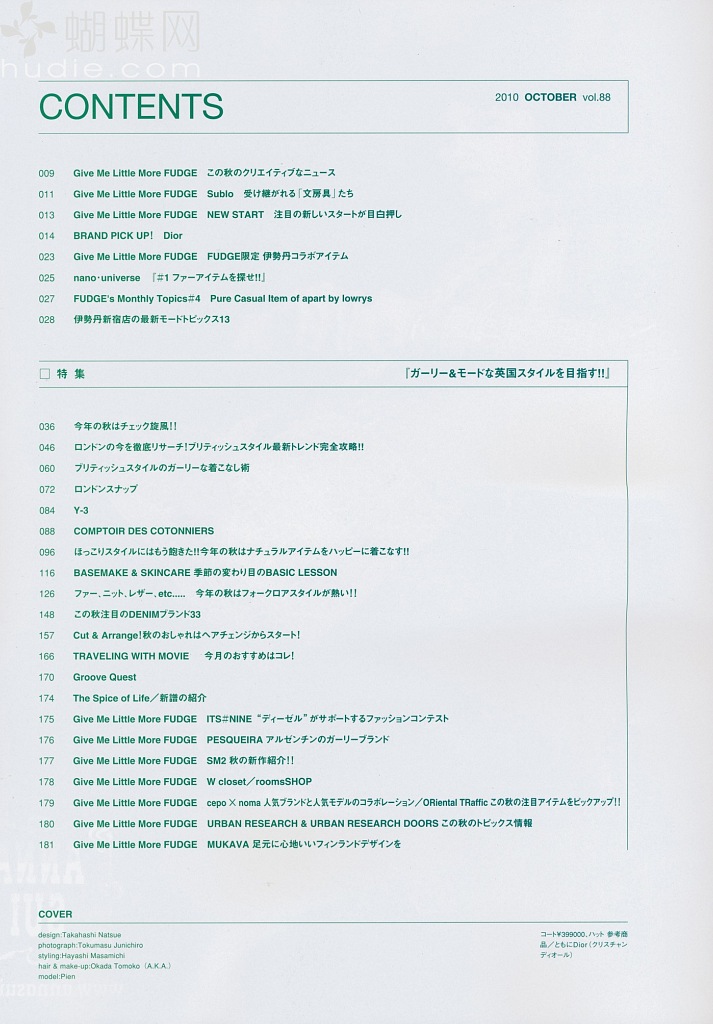 蝴蝶网
hudie.com
CONTENTS
2010 OCTOBER vol.88
009 Give Me Little More FUDGE この秋のクリエイティブなニュース
011 Give Me Little More FUDGE Sublo 受け継がれる「文房具」たち
013 Give Me Little More FUDGE NEW START 注目の新しいスタートが目白押し
014 BRAND PICK UP! Dior
023 Give Me Little More FUDGE FUDGE限定 伊勢丹コラボアイテム
025 nano・universe 『#1 ファーアイテムを探せ!!』
027 FUDGE's Monthly Topics#4 Pure Casual Item of apart by lowrys
028 伊勢丹新宿店の最新モードトピックス13
□ 特 集 『ガーリー&モードな英国スタイルを目指す!!』
036 今年の秋はチェック旋風!!
046 ロンドンの今を徹底リサーチ!ブリティッシュスタイル最新トレンド完全攻略!!
060 ブリティッシュスタイルのガーリーな着こなし術
072 ロンドンスナップ
084 Y-3
088 COMPTOIR DES COTONNIERS
096 ほっこりスタイルにはもう飽きた!!今年の秋はナチュラルアイテムをハッピーに着こなす!!
116 BASEMAKE & SKINCARE 季節の変わり目のBASIC LESSON
126 ファー、ニット、レザー、etc..... 今年の秋はフォークロアスタイルが熱い!!
148 この秋注目のDENIMブランド33
157 Cut & Arrange!秋のおしゃれはヘアチェンジからスタート!
166 TRAVELING WITH MOVIE 今月のおすすめはコレ!
170 Groove Quest
174 The Spice of Life/新譜の紹介
175 Give Me Little More FUDGE ITS#NINE “ディーゼル”がサポートするファッションコンテスト
176 Give Me Little More FUDGE PESQUEIRA アルゼンチンのガーリーブランド
177 Give Me Little More FUDGE SM2 秋の新作紹介!!
178 Give Me Little More FUDGE W closet/roomsSHOP
179 Give Me Little More FUDGE cepo × noma 人気ブランドと人気モデルのコラボレーション/ORiental TRaffic この秋の注目アイテムをピックアップ!!
180 Give Me Little More FUDGE URBAN RESEARCH & URBAN RESEARCH DOORS この秋のトピックス情報
181 Give Me Little More FUDGE MUKAVA 足元に心地いいフィンランドデザインを
COVER
design:Takahashi Natsue
photograph:Tokumasu Junichiro
styling:Hayashi Masamichi
hair & make-up:Okada Tomoko (A.K.A.)
model:Pien
コート¥399000、ハット 参考商
品/ともにDior(クリスチャン
ディオール)